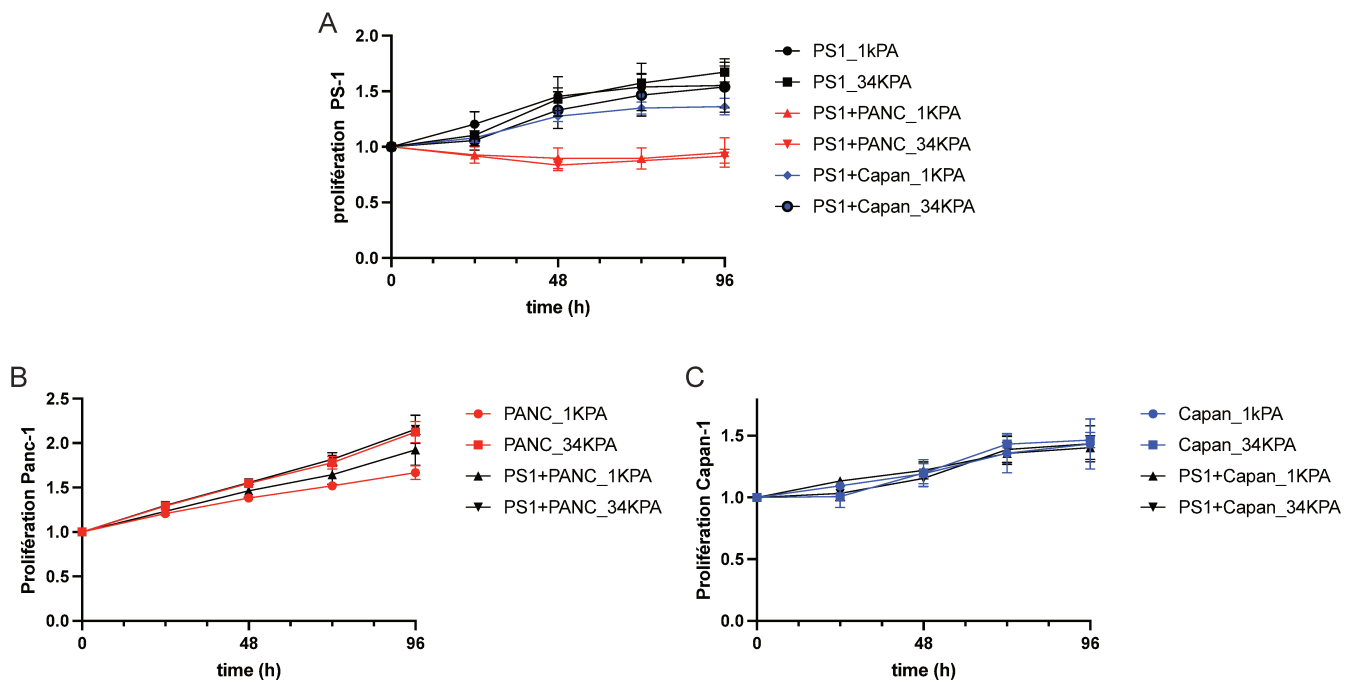 A
prolifération PS-1
2.0
1.5
1.0
0.5
0.0
0
48
96
time (h)
PS1_1kPA
PS1_34KPA
PS1+PANC_1KPA
PS1+PANC_34KPA
PS1+Capan_1KPA
PS1+Capan_34KPA
B
Prolifération Panc-1
2.5
2.0
1.5
1.0
0.5
0.0
0
48
96
time (h)
PANC_1KPA
PANC_34KPA
PS1+PANC_1KPA
PS1+PANC_34KPA
C
Prolifération Capan-1
1.5
1.0
0.5
0.0
0
48
96
time (h)
Capan_1kPA
Capan_34KPA
PS1+Capan_1KPA
PS1+Capan_34KPA